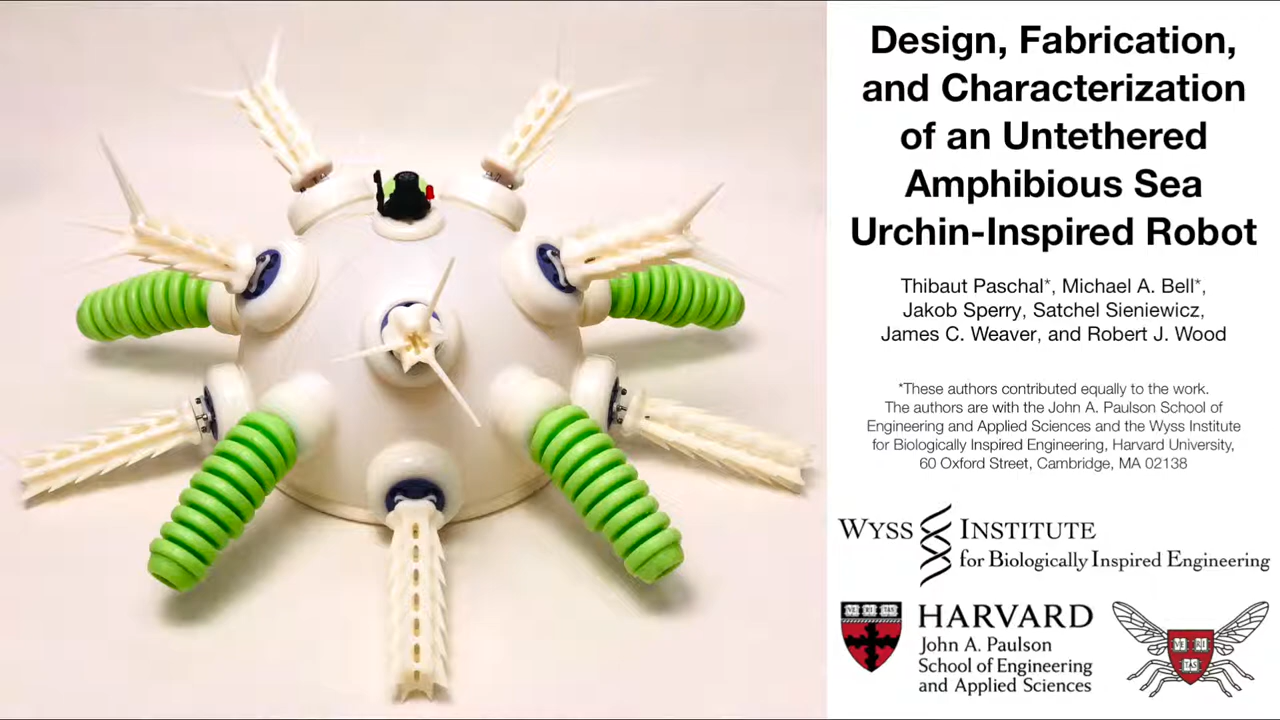 Design, Fabrication,
and Characterization
of an Untethered
Amphibious Sea
Urchin-Inspired Robot
Thibaut Paschal*, Michael A. Bell*,
Jakob Sperry, Satchel Sieniewicz,
James C. Weaver, and Robert J. Wood
*These authors contributed equally to the work.
The authors are with the John A. Paulson School of
Engineering and Applied Sciences and the Wyss Institute
for Biologically Inspired Engineering, Harvard University,
60 Oxford Street, Cambridge, MA 02138
WYSS INSTITUTE
for Biologically Inspired Engineering
HARVARD
John A. Paulson
School of Engineering
and Applied Sciences
VE RI
TAS